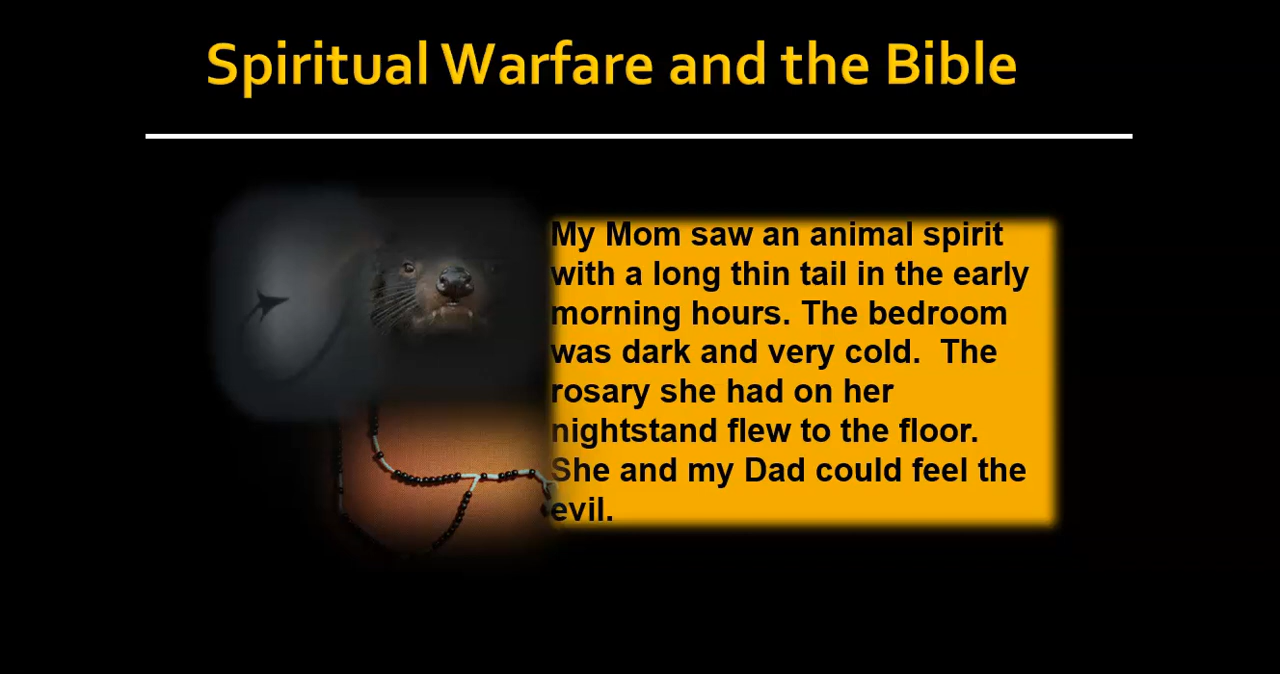 Spiritual Warfare and the Bible
My Mom saw an animal spirit
with a long thin tail in the early
morning hours. The bedroom
was dark and very cold.  The
rosary she had on her
nightstand flew to the floor.
She and my Dad could feel the
evil.